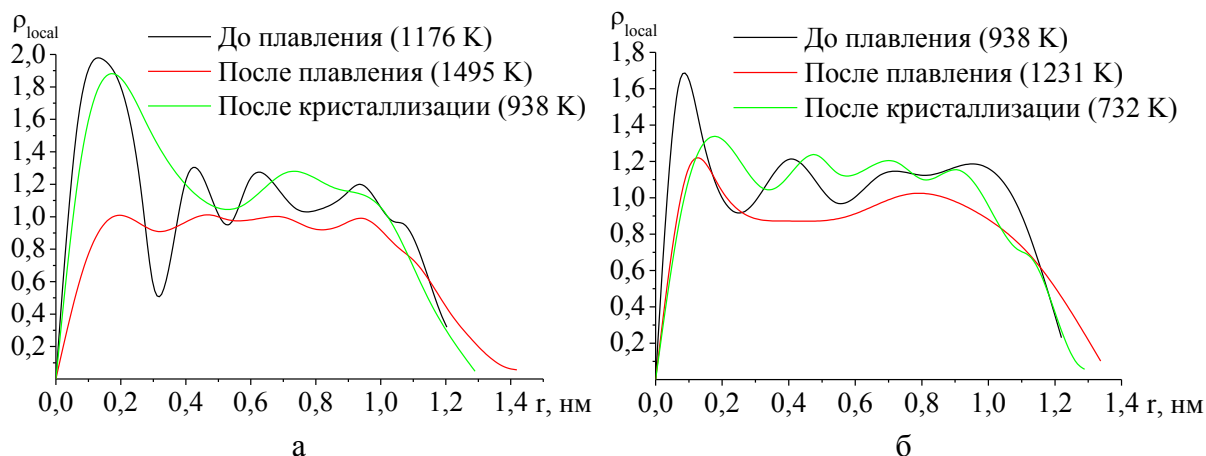 ρlocal
До плавления (1176 K)
После плавления (1495 K)
После кристаллизации (938 K)
2,0
1,8
1,6
1,4
1,2
1,0
0,8
0,6
0,4
0,2
0,0 0,2 0,4 0,6 0,8 1,0 1,2 1,4 r, нм
а
ρlocal
До плавления (938 K)
После плавления (1231 K)
После кристаллизации (732 K)
1,8
1,6
1,4
1,2
1,0
0,8
0,6
0,4
0,2
0,0 0,2 0,4 0,6 0,8 1,0 1,2 1,4 r, нм
б